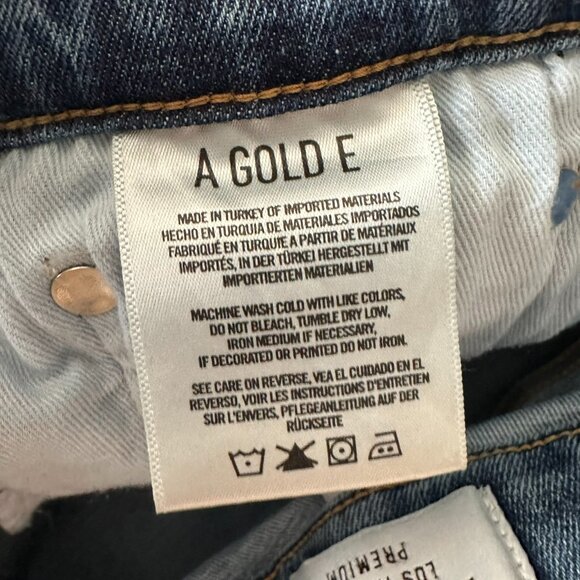 A GOLD E
MADE IN TURKEY OF IMPORTED MATERIALS
HECHO EN TURQUIA DE MATERIALES IMPORTADOS
FABRIQUÉ EN TURQUIE A PARTIR DE MATÉRIAUX
IMPORTÉS, IN DER TÜRKEI HERGESTELLT MIT
IMPORTIERTEN MATERIALIEN
MACHINE WASH COLD WITH LIKE COLORS,
DO NOT BLEACH, TUMBLE DRY LOW,
IRON MEDIUM IF NECESSARY,
IF DECORATED OR PRINTED DO NOT IRON.
SEE CARE ON REVERSE, VEA EL CUIDADO EN EL
REVERSO, VOIR LES INSTRUCTIONS D'ENTRETIEN
SUR L'ENVERS, PFLEGEANLEITUNG AUF DER
RÜCKSEITE
LOS
PREMIUM